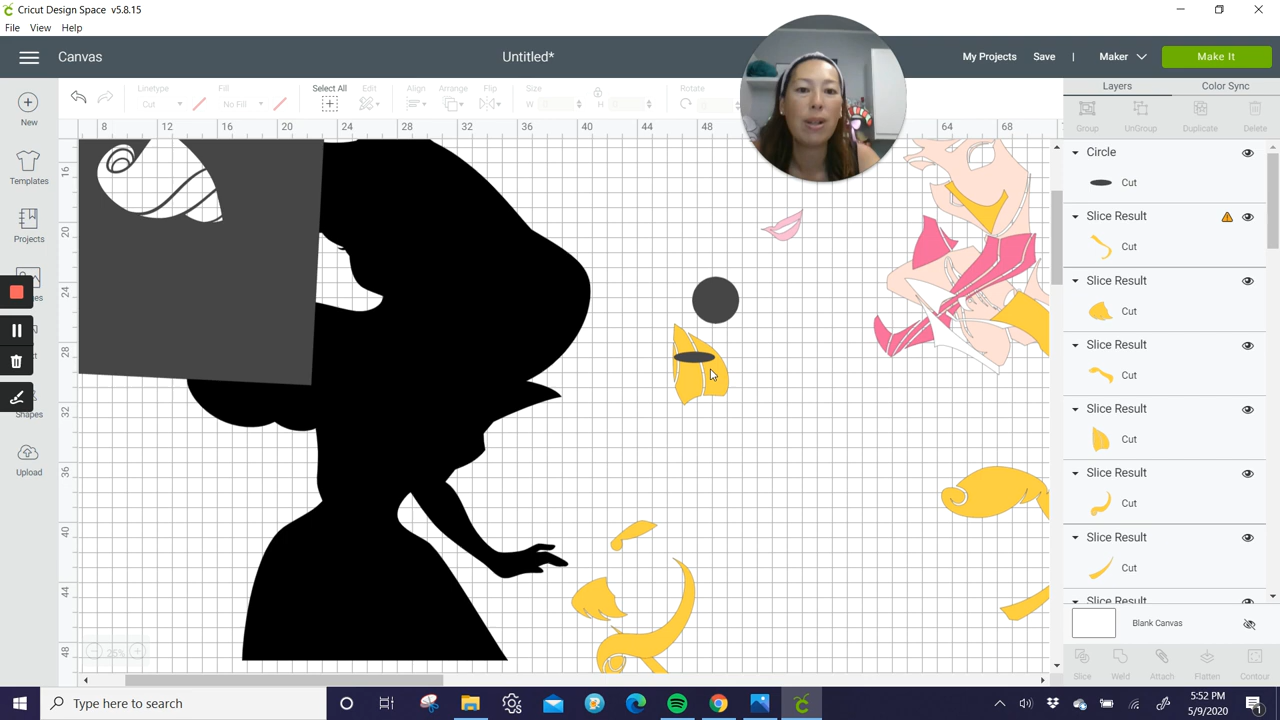 Cricut Design Space v5.8.15
File View Help
Canvas
Untitled*
My Projects Save | Maker Make It
Linetype Fill Select All Edit Align Arrange Flip Size Rotate
Cut No Fill W H
Layers Color Sync
Group UnGroup Duplicate Delete
8 12 16 20 24 28 32 36 40 44 48 64 68
16
20
24
28
32
36
40
44
48
New
Templates
Projects
Shapes
Upload
Circle
Cut
Slice Result
Cut
Slice Result
Cut
Slice Result
Cut
Slice Result
Cut
Slice Result
Cut
Slice Result
Cut
Slice Result
Blank Canvas
Slice Weld Attach Flatten Contour
25%
Type here to search
5:52 PM
5/9/2020
1